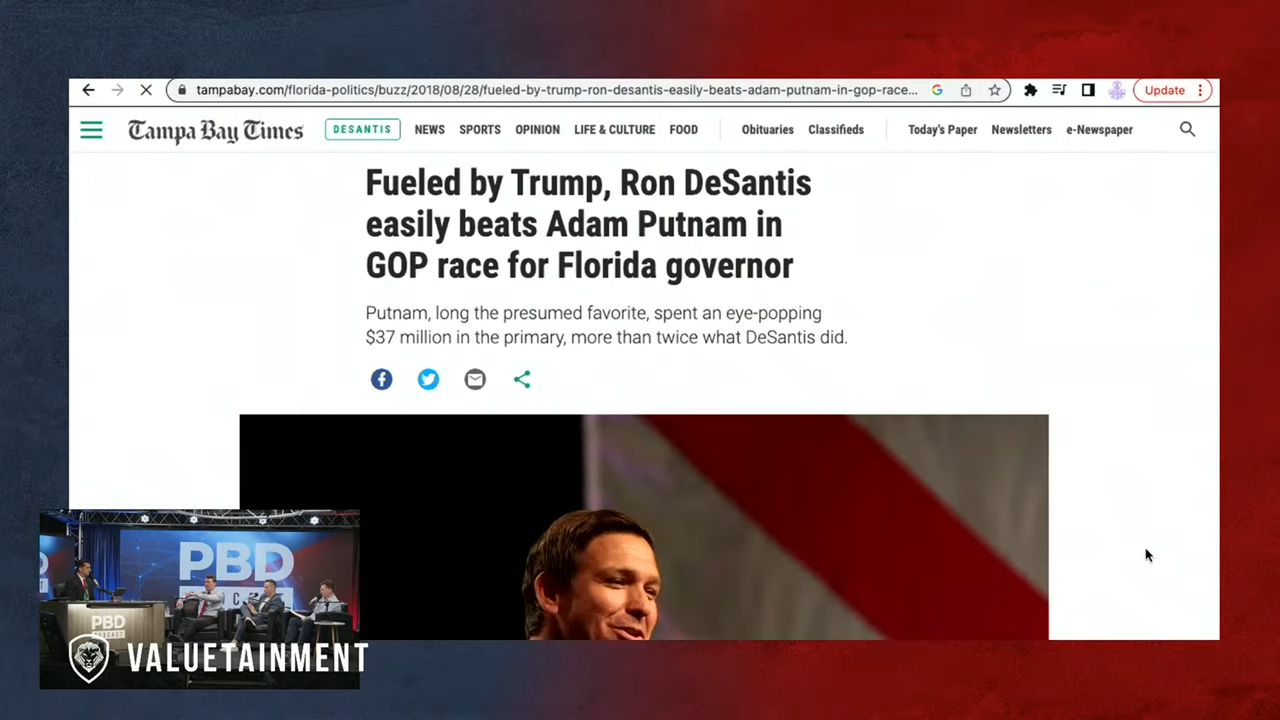 tampabay.com/florida-politics/buzz/2018/08/28/fueled-by-trump-ron-desantis-easily-beats-adam-putnam-in-gop-race...
Update
Tampa Bay Times
DESANTIS
NEWS SPORTS OPINION LIFE & CULTURE FOOD
Obituaries Classifieds
Today's Paper Newsletters e-Newspaper
Fueled by Trump, Ron DeSantis
easily beats Adam Putnam in
GOP race for Florida governor
Putnam, long the presumed favorite, spent an eye-popping
$37 million in the primary, more than twice what DeSantis did.
PBD
PBD
PODCAST
VALUETAINMENT